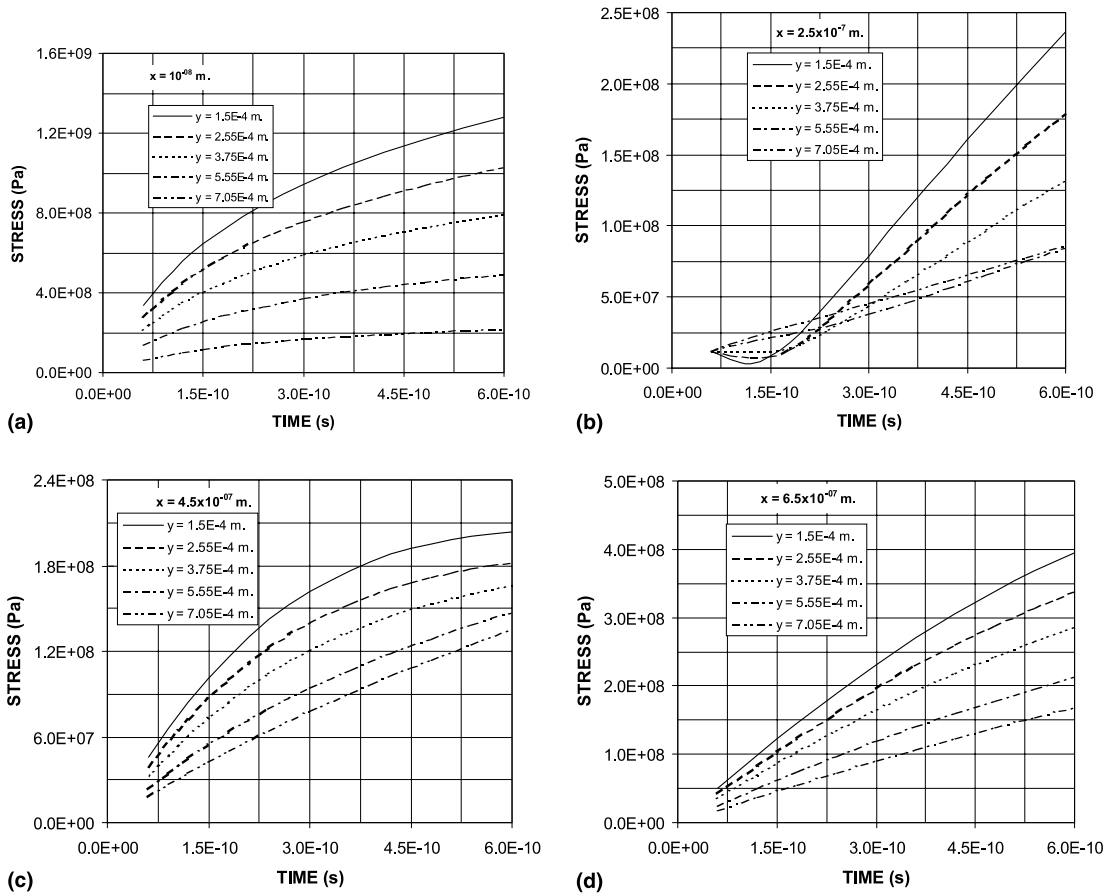 x = 10⁻⁰⁸ m.
y = 1.5E-4 m.
y = 2.55E-4 m.
y = 3.75E-4 m.
y = 5.55E-4 m.
y = 7.05E-4 m.
STRESS (Pa)
1.6E+09
1.2E+09
8.0E+08
4.0E+08
0.0E+00
0.0E+00 1.5E-10 3.0E-10 4.5E-10 6.0E-10
TIME (s)
(a)
x = 2.5x10⁻⁷ m.
y = 1.5E-4 m.
y = 2.55E-4 m.
y = 3.75E-4 m.
y = 5.55E-4 m.
y = 7.05E-4 m.
STRESS (Pa)
2.5E+08
2.0E+08
1.5E+08
1.0E+08
5.0E+07
0.0E+00
0.0E+00 1.5E-10 3.0E-10 4.5E-10 6.0E-10
TIME (s)
(b)
x = 4.5x10⁻⁰⁷ m.
y = 1.5E-4 m.
y = 2.55E-4 m.
y = 3.75E-4 m.
y = 5.55E-4 m.
y = 7.05E-4 m.
STRESS (Pa)
2.4E+08
1.8E+08
1.2E+08
6.0E+07
0.0E+00
0.0E+00 1.5E-10 3.0E-10 4.5E-10 6.0E-10
TIME (s)
(c)
x = 6.5x10⁻⁰⁷ m.
y = 1.5E-4 m.
y = 2.55E-4 m.
y = 3.75E-4 m.
y = 5.55E-4 m.
y = 7.05E-4 m.
STRESS (Pa)
5.0E+08
4.0E+08
3.0E+08
2.0E+08
1.0E+08
0.0E+00
0.0E+00 1.5E-10 3.0E-10 4.5E-10 6.0E-10
TIME (s)
(d)